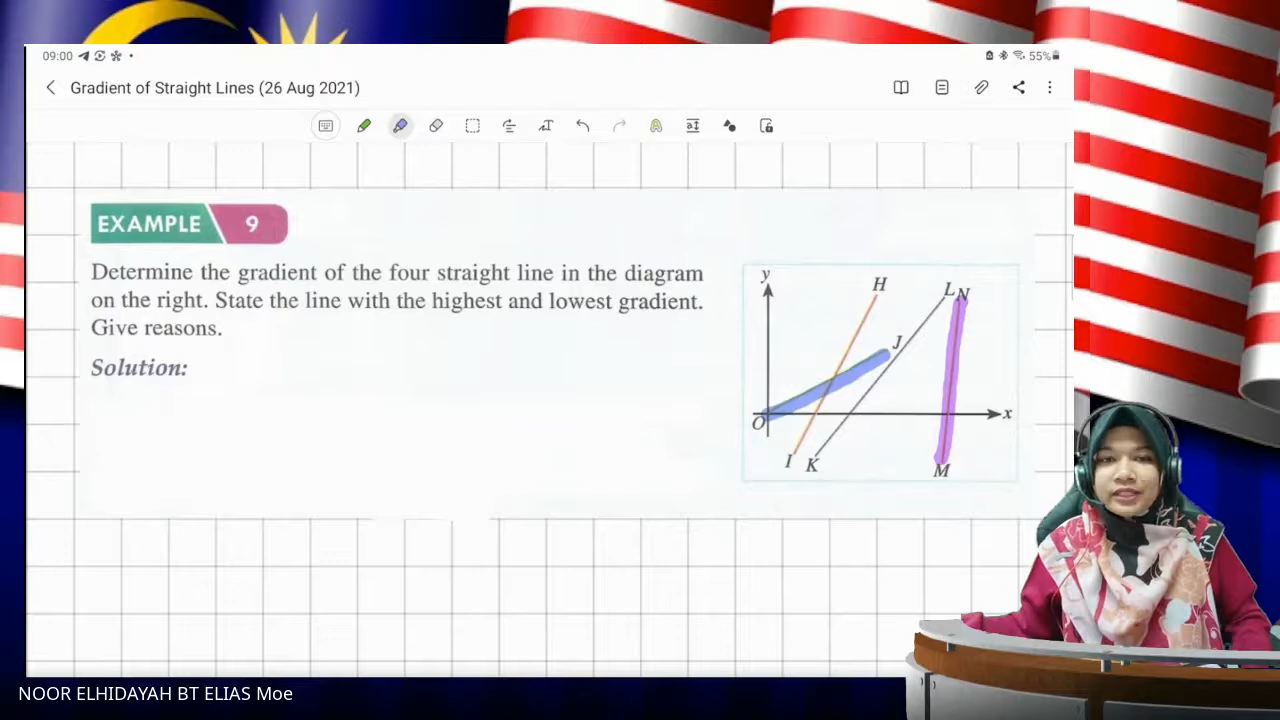 09:00
55%
Gradient of Straight Lines (26 Aug 2021)
EXAMPLE 9
Determine the gradient of the four straight line in the diagram
on the right. State the line with the highest and lowest gradient.
Give reasons.
Solution:
y
H
L N
J
x
O
I K
M
NOOR ELHIDAYAH BT ELIAS Moe